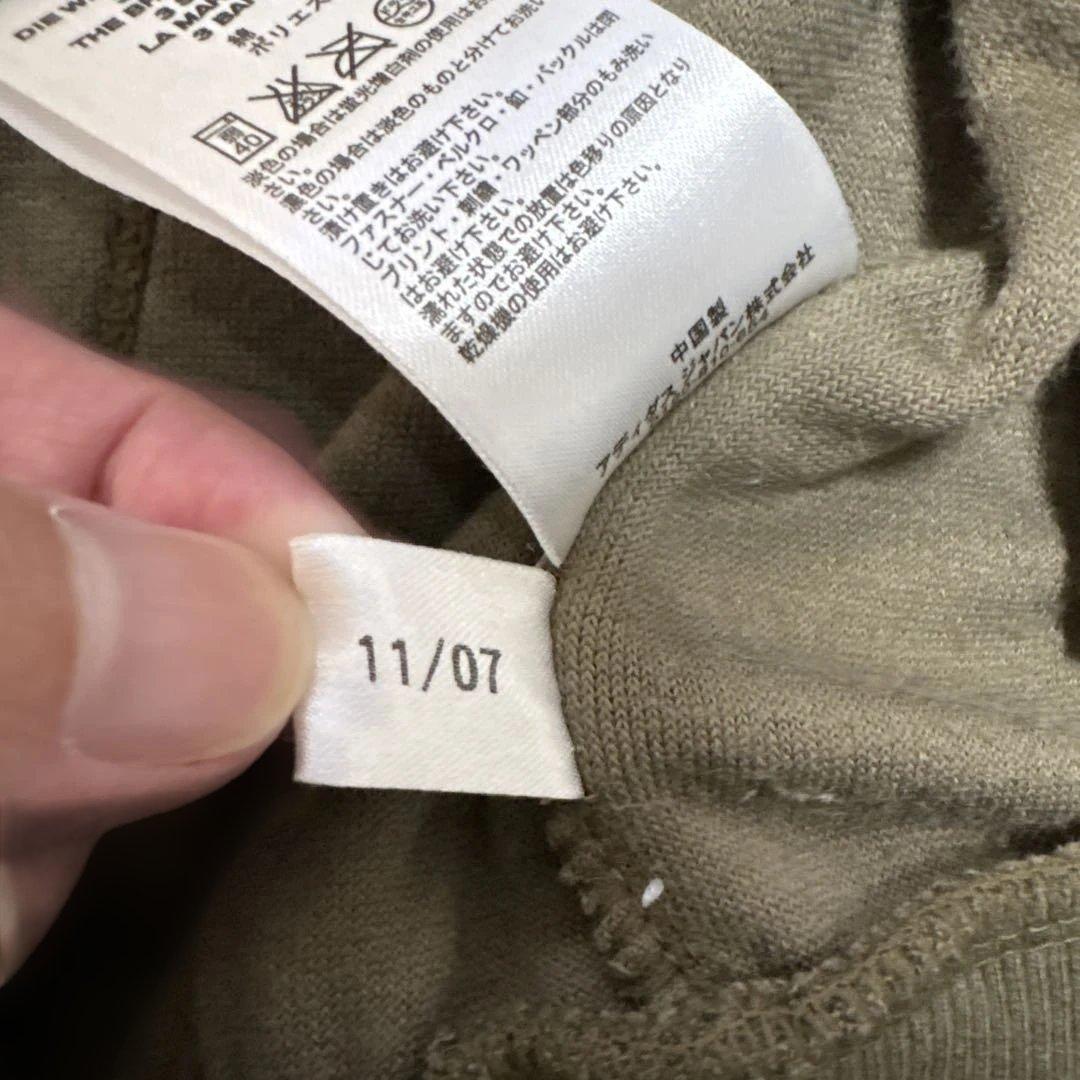 DIE
THE
LA
3 BA
綿
ポリエス
弱
40
淡色の場合は蛍光増白剤の使用はお
さい。
濃色の場合は淡色のものと分けてお洗い
さい。
漬け置きはお避け下さい。
ファスナー・ベルクロ・釦・バックルは閉
じてお洗い下さい。
プリント・刺繍・ワッペン部分のもみ洗い
はお避け下さい。
濡れた状態での放置は色移りの原因となり
ますのでお避け下さい。
乾燥機の使用はお避け下さい。
中国製
アディダス ジャパン株式会社
11/07